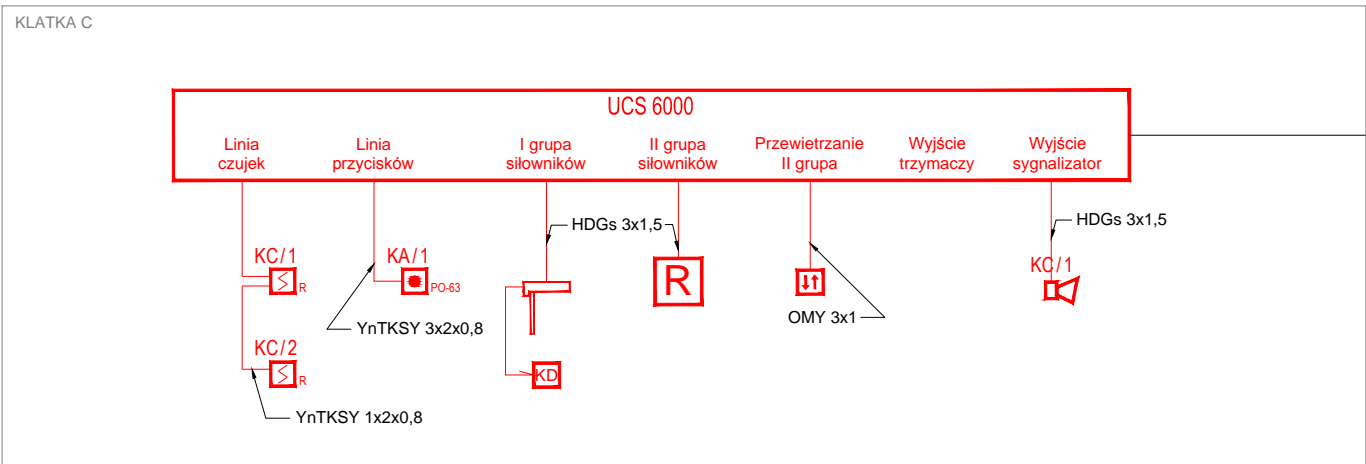 KLATKA C
UCS 6000
Linia
czujek
Linia
przycisków
I grupa
siłowników
II grupa
siłowników
Przewietrzanie
II grupa
Wyjście
trzymaczy
Wyjście
sygnalizator
HDGs 3x1,5
HDGs 3x1,5
KC/1
R
KA/1
PO-63
R
KC/1
YnTKSY 3x2x0,8
OMY 3x1
KC/2
R
KD
YnTKSY 1x2x0,8